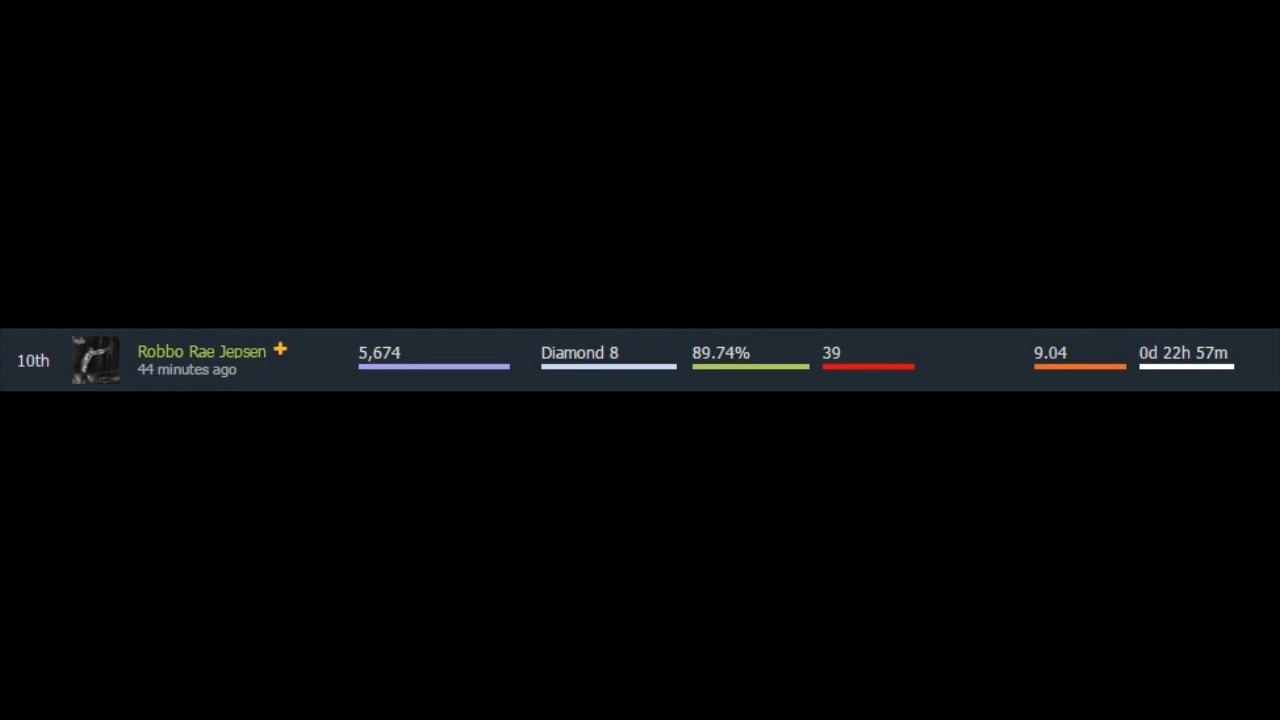 10th
Robbo Rae Jepsen
44 minutes ago
5,674
Diamond 8
89.74%
39
9.04
0d 22h 57m